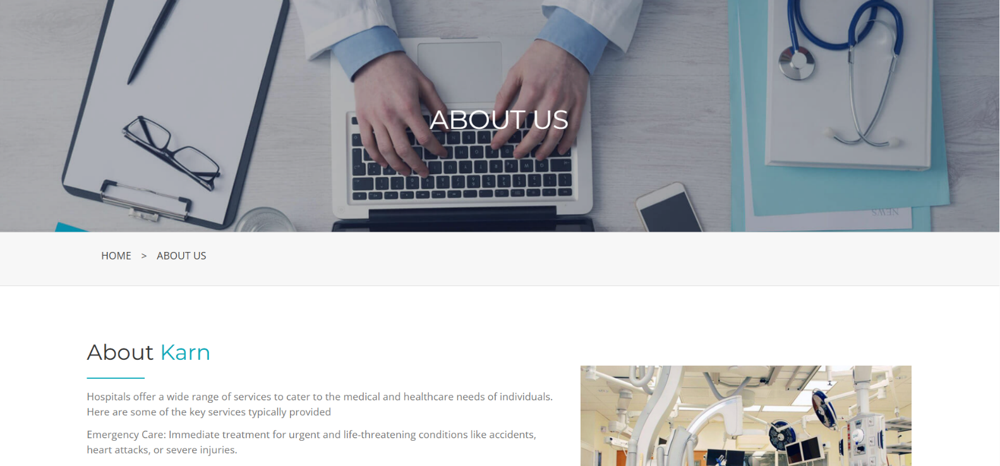 ABOUT US
NEWS
HOME > ABOUT US
About Karn
Hospitals offer a wide range of services to cater to the medical and healthcare needs of individuals.
Here are some of the key services typically provided
Emergency Care: Immediate treatment for urgent and life-threatening conditions like accidents,
heart attacks, or severe injuries.